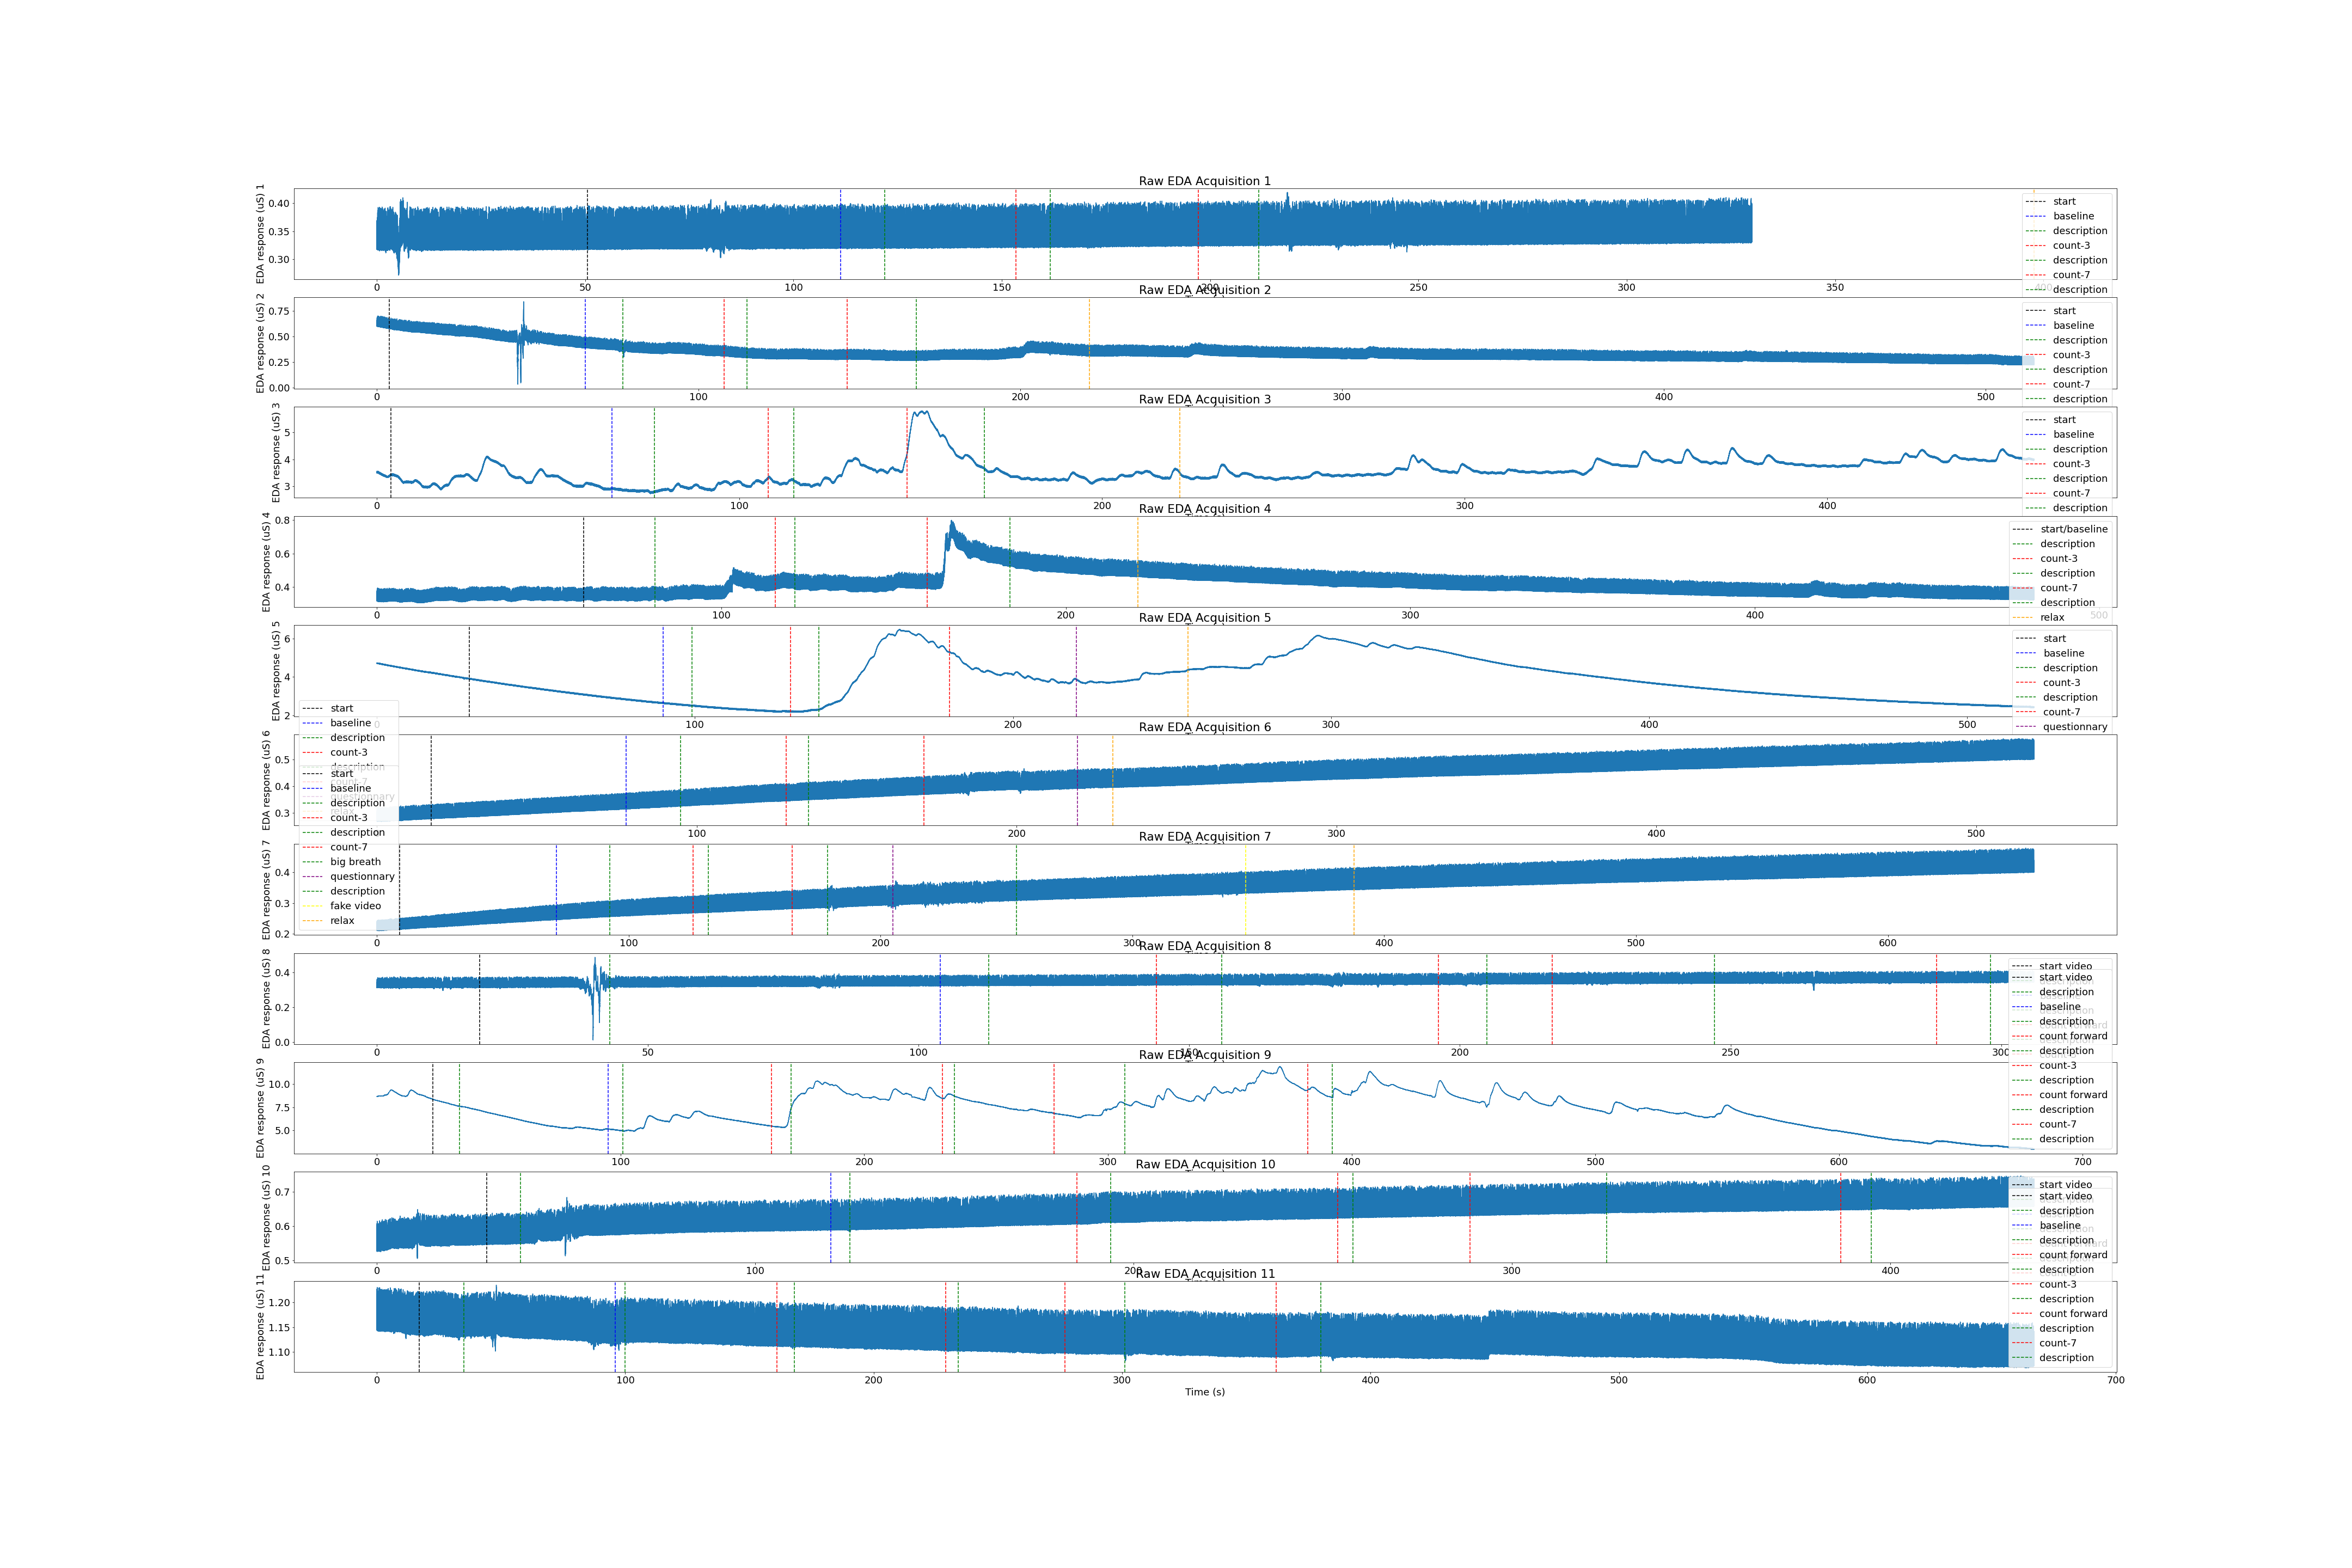 Raw EDA Acquisition 1
EDA response (uS) 1
0.40
0.35
0.30
0 50 100 150 200 250 300 350 400
start
baseline
description
count-3
description
count-7
description
Raw EDA Acquisition 2
EDA response (uS) 2
0.75
0.50
0.25
0.00
0 100 200 300 400 500
start
baseline
description
count-3
description
count-7
description
Raw EDA Acquisition 3
EDA response (uS) 3
5
4
3
0 100 200 300 400
start
baseline
description
count-3
description
count-7
description
Raw EDA Acquisition 4
EDA response (uS) 4
0.8
0.6
0.4
0 100 200 300 400 500
start/baseline
description
count-3
description
count-7
description
relax
Raw EDA Acquisition 5
EDA response (uS) 5
6
4
2
0 100 200 300 400 500
start
baseline
description
count-3
description
count-7
questionnary
Raw EDA Acquisition 6
EDA response (uS) 6
0.5
0.4
0.3
100 200 300 400 500
start
baseline
description
count-3
description
count-7
questionnary
relax
Raw EDA Acquisition 7
EDA response (uS) 7
0.4
0.3
0.2
0 100 200 300 400 500 600
start
baseline
description
count-3
description
count-7
big breath
questionnary
description
fake video
relax
Raw EDA Acquisition 8
EDA response (uS) 8
0.4
0.2
0.0
0 50 100 150 200 250 300
start video
Raw EDA Acquisition 9
EDA response (uS) 9
10.0
7.5
5.0
0 100 200 300 400 500 600 700
start video
description
baseline
description
count forward
description
count-3
description
count forward
description
count-7
description
Raw EDA Acquisition 10
EDA response (uS) 10
0.7
0.6
0.5
0 100 200 300 400
start video
Raw EDA Acquisition 11
EDA response (uS) 11
1.20
1.15
1.10
0 100 200 300 400 500 600 700
Time (s)
start video
description
baseline
description
count forward
description
count-3
description
count forward
description
count-7
description